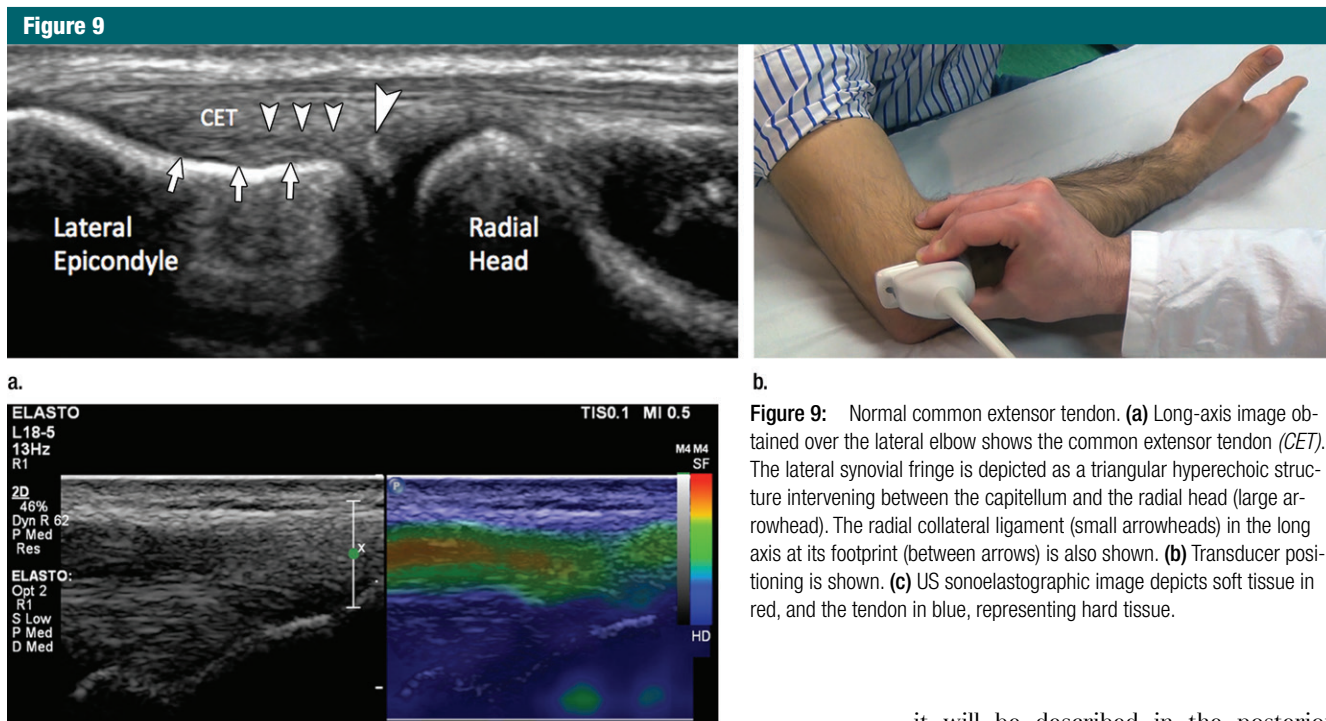 Figure 9
CET
Lateral
Epicondyle
Radial
Head
a.
b.
ELASTO
L18-5
13Hz
R1
2D
46%
Dyn R 62
P Med
Res
ELASTO:
Opt 2
R1
S Low
P Med
D Med
TIS0.1 MI 0.5
M4 M4
SF
P
x
HD
Figure 9: Normal common extensor tendon. (a) Long-axis image ob-
tained over the lateral elbow shows the common extensor tendon (CET).
The lateral synovial fringe is depicted as a triangular hyperechoic struc-
ture intervening between the capitellum and the radial head (large ar-
rowhead). The radial collateral ligament (small arrowheads) in the long
axis at its footprint (between arrows) is also shown. (b) Transducer posi-
tioning is shown. (c) US sonoelastographic image depicts soft tissue in
red, and the tendon in blue, representing hard tissue.
it will be described in the posterio